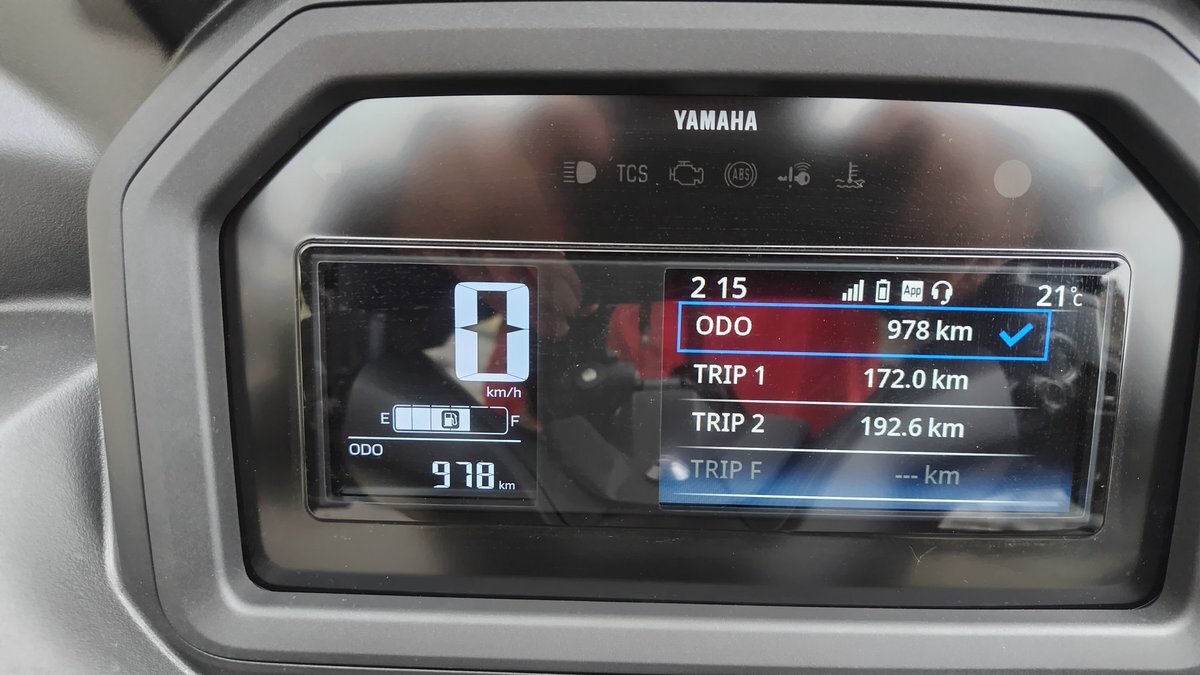 YAMAHA
TCS
ABS
0
km/h
E F
ODO
978 km
2 15 App 21°C
ODO 978 km
TRIP 1 172.0 km
TRIP 2 192.6 km
TRIP F --- km